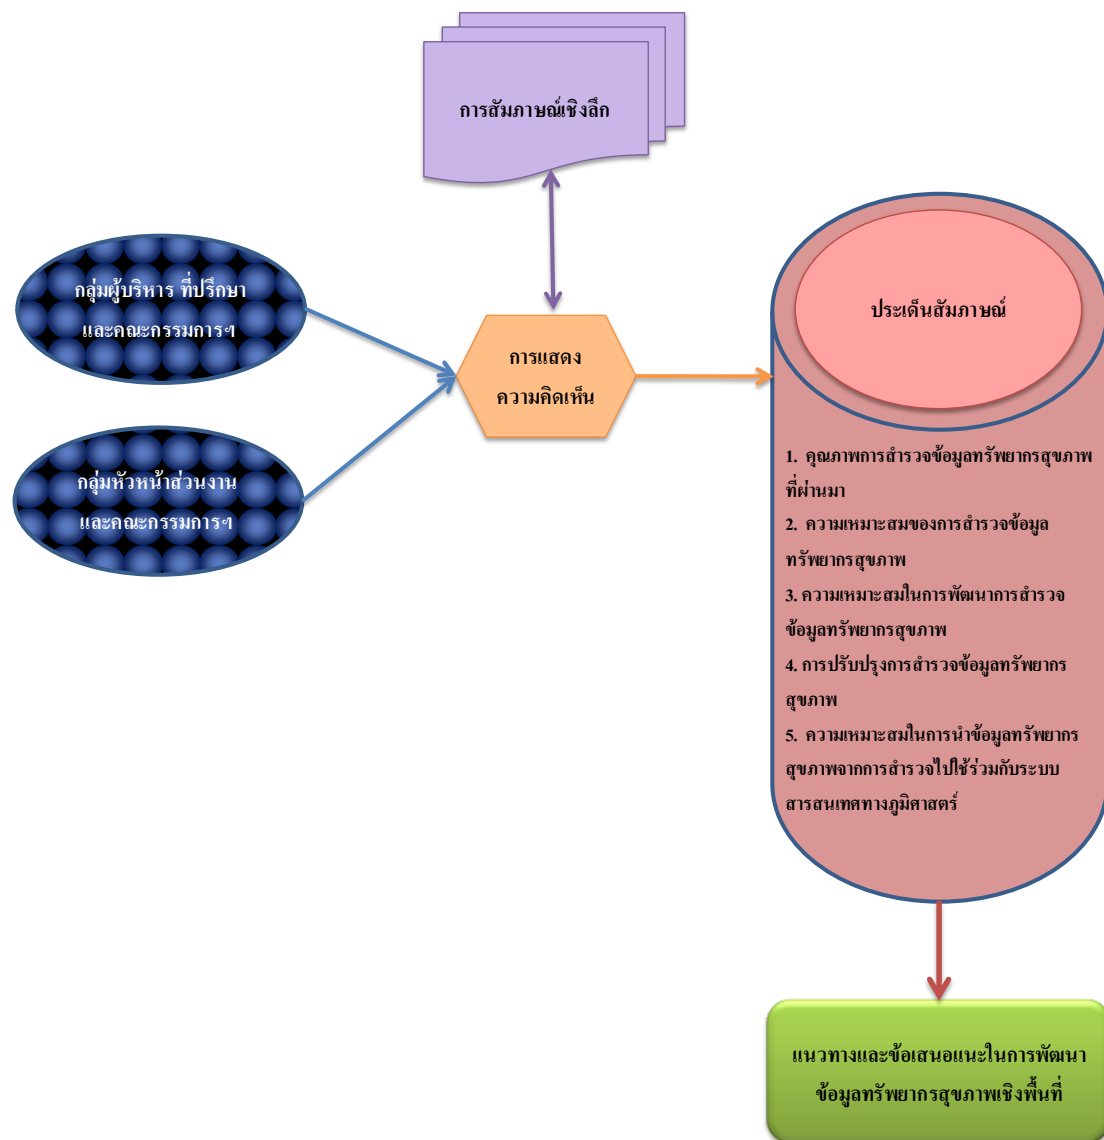 การสัมภาษณ์เชิงลึก
กลุ่มผู้บริหาร ที่ปรึกษา
และคณะกรรมการฯ
กลุ่มหัวหน้าส่วนงาน
และคณะกรรมการฯ
การแสดง
ความคิดเห็น
ประเด็นสัมภาษณ์
1. คุณภาพการสำรวจข้อมูลทรัพยากรสุขภาพ
ที่ผ่านมา
2. ความเหมาะสมของการสำรวจข้อมูล
ทรัพยากรสุขภาพ
3. ความเหมาะสมในการพัฒนาการสำรวจ
ข้อมูลทรัพยากรสุขภาพ
4. การปรับปรุงการสำรวจข้อมูลทรัพยากร
สุขภาพ
5. ความเหมาะสมในการนำข้อมูลทรัพยากร
สุขภาพจากการสำรวจไปใช้ร่วมกับระบบ
สารสนเทศทางภูมิศาสตร์
แนวทางและข้อเสนอแนะในการพัฒนา
ข้อมูลทรัพยากรสุขภาพเชิงพื้นที่